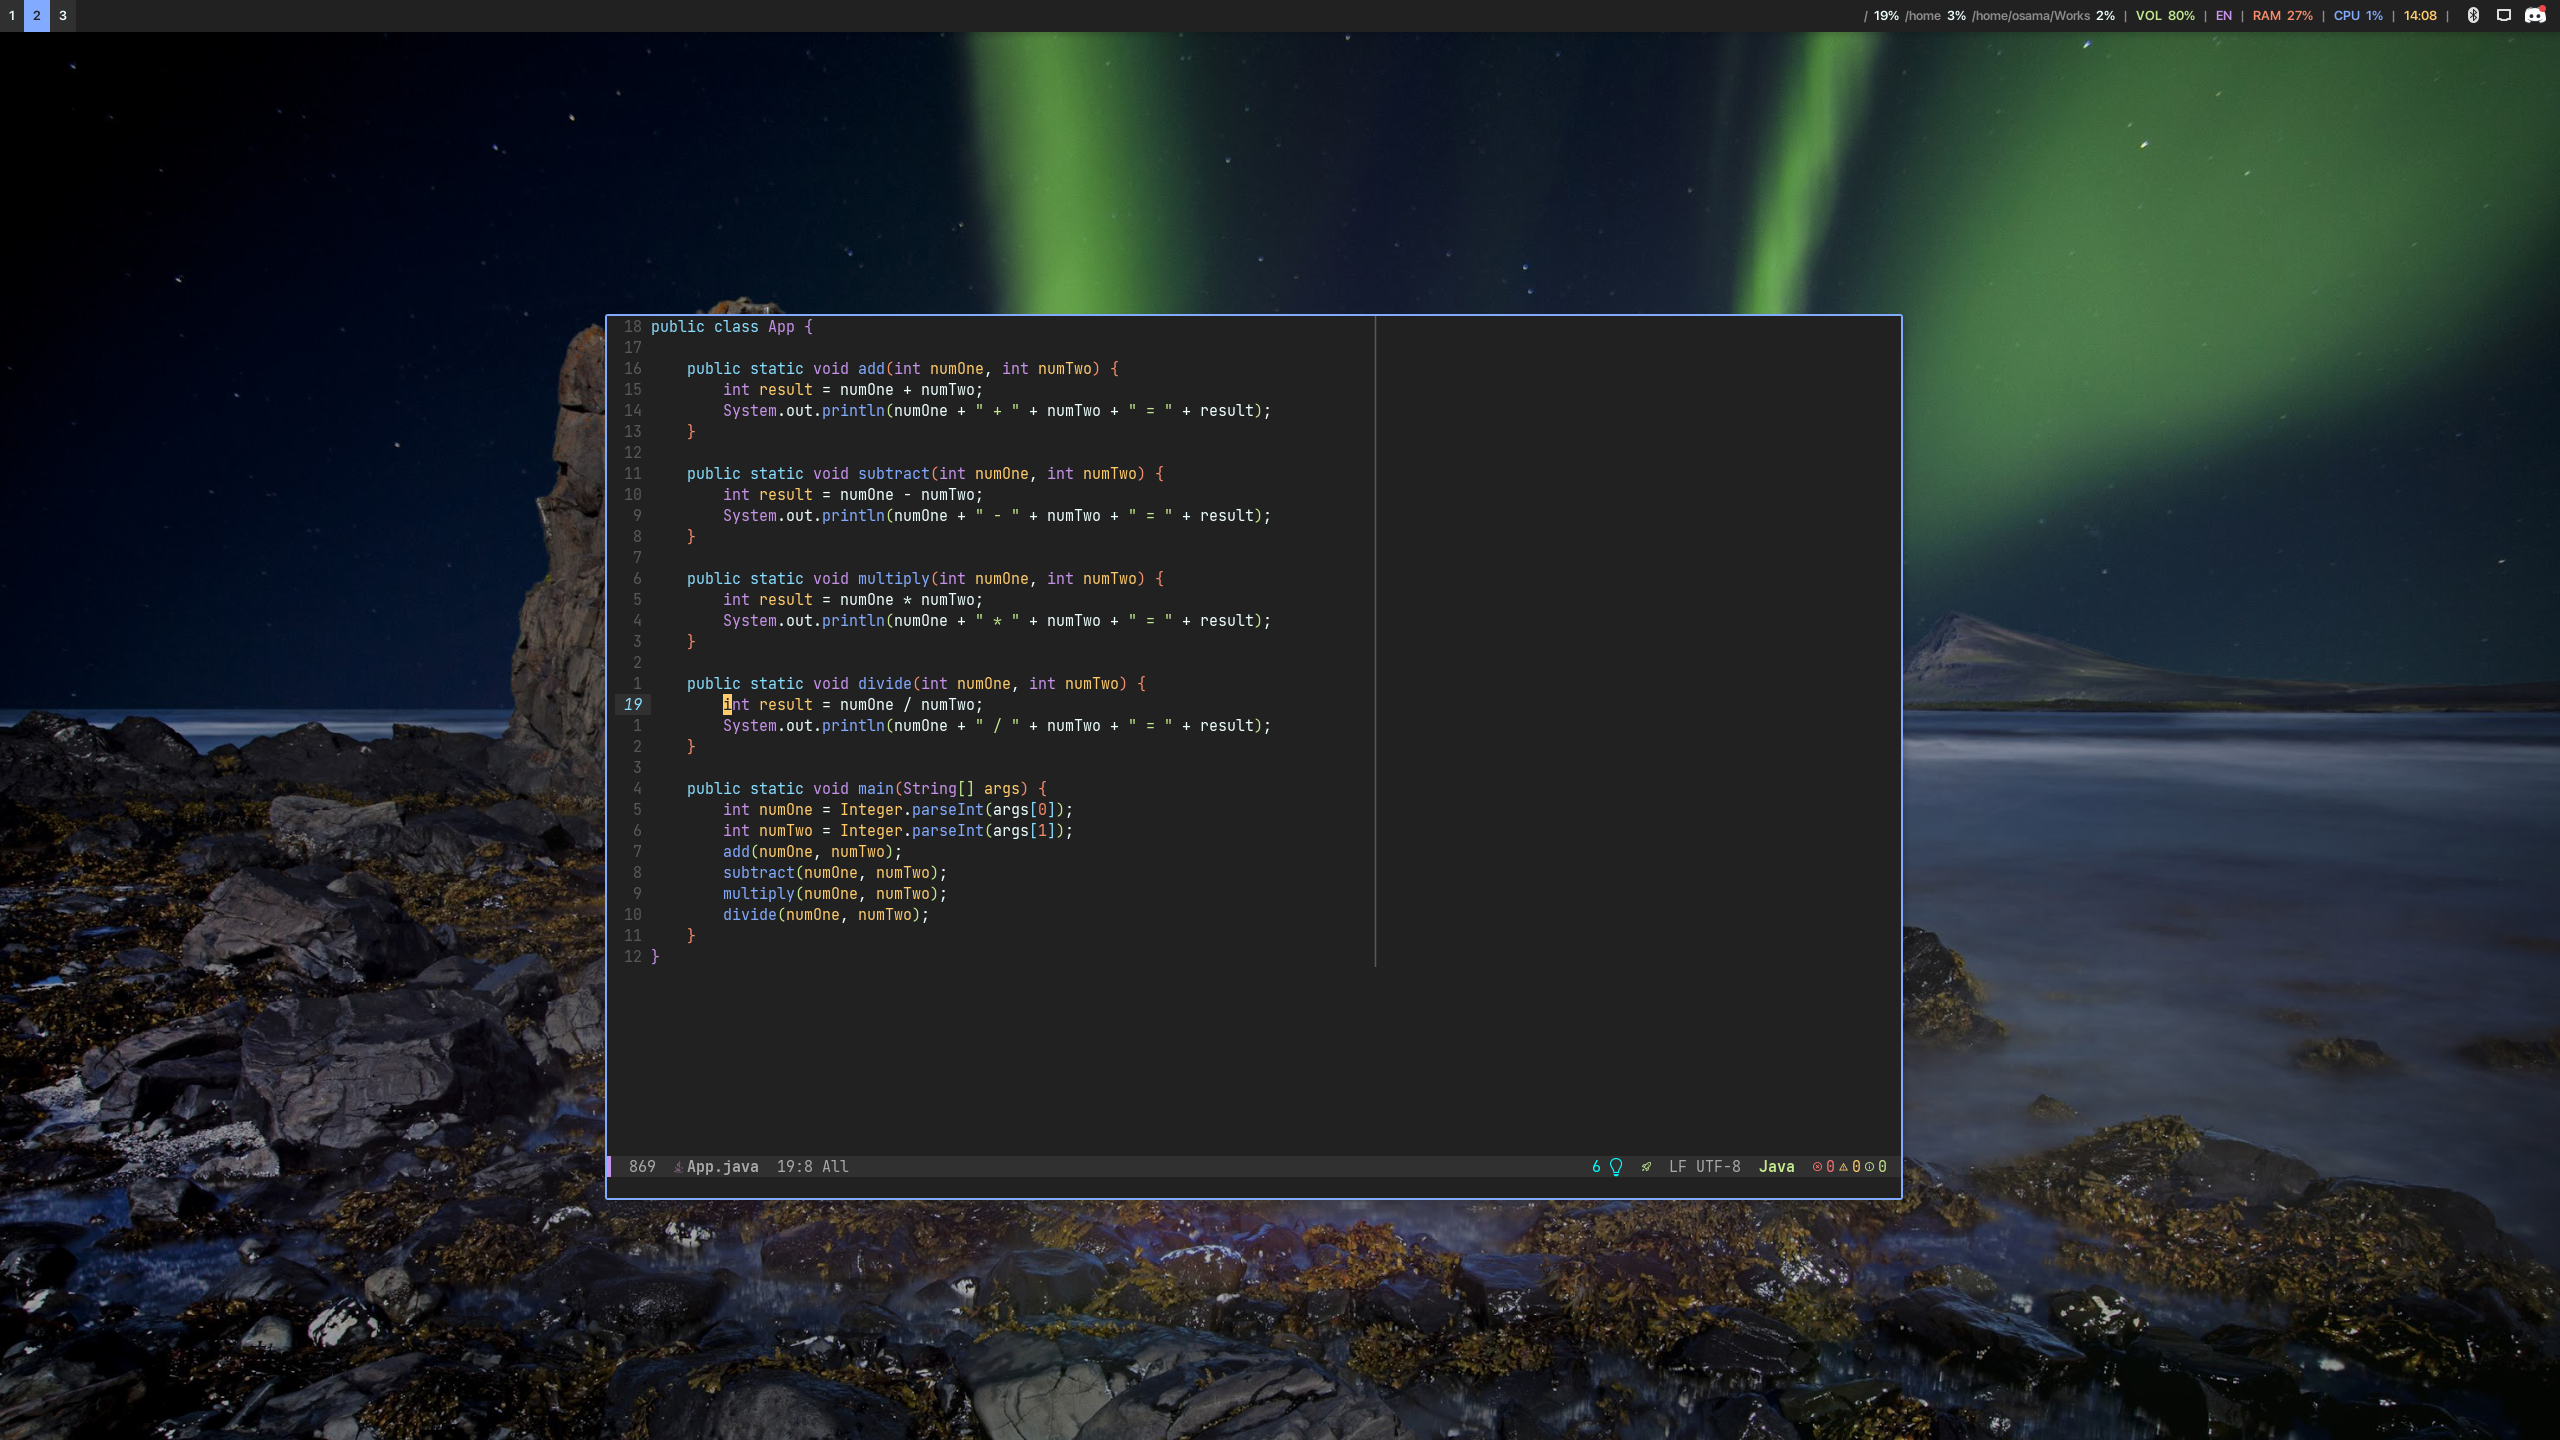 1 2 3 / 19% /home 3% /home/osama/Works 2% | VOL 80% | EN | RAM 27% | CPU 1% | 14:08 |
18 public class App {
17
16     public static void add(int numOne, int numTwo) {
15         int result = numOne + numTwo;
14         System.out.println(numOne + " + " + numTwo + " = " + result);
13     }
12
11     public static void subtract(int numOne, int numTwo) {
10         int result = numOne - numTwo;
9         System.out.println(numOne + " - " + numTwo + " = " + result);
8     }
7
6     public static void multiply(int numOne, int numTwo) {
5         int result = numOne * numTwo;
4         System.out.println(numOne + " * " + numTwo + " = " + result);
3     }
2
1     public static void divide(int numOne, int numTwo) {
19         int result = numOne / numTwo;
1         System.out.println(numOne + " / " + numTwo + " = " + result);
2     }
3
4     public static void main(String[] args) {
5         int numOne = Integer.parseInt(args[0]);
6         int numTwo = Integer.parseInt(args[1]);
7         add(numOne, numTwo);
8         subtract(numOne, numTwo);
9         multiply(numOne, numTwo);
10         divide(numOne, numTwo);
11     }
12 }
869 App.java 19:8 All 6 LF UTF-8 Java 0 0 0